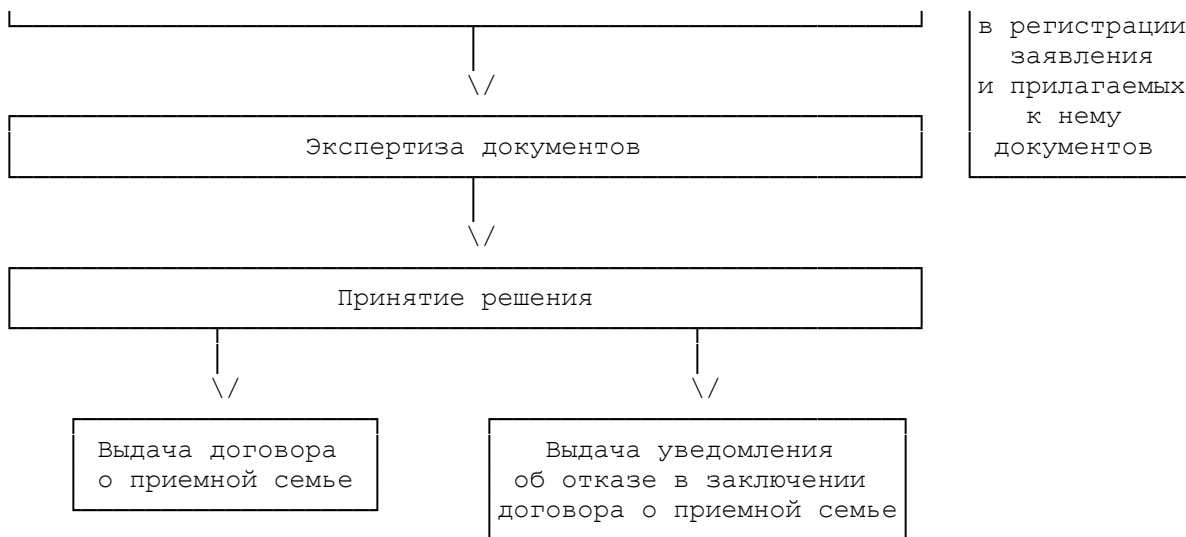 в регистрации
заявления
и прилагаемых
к нему
документов
Экспертиза документов
Принятие решения
Выдача договора
о приемной семье
Выдача уведомления
об отказе в заключении
договора о приемной семье